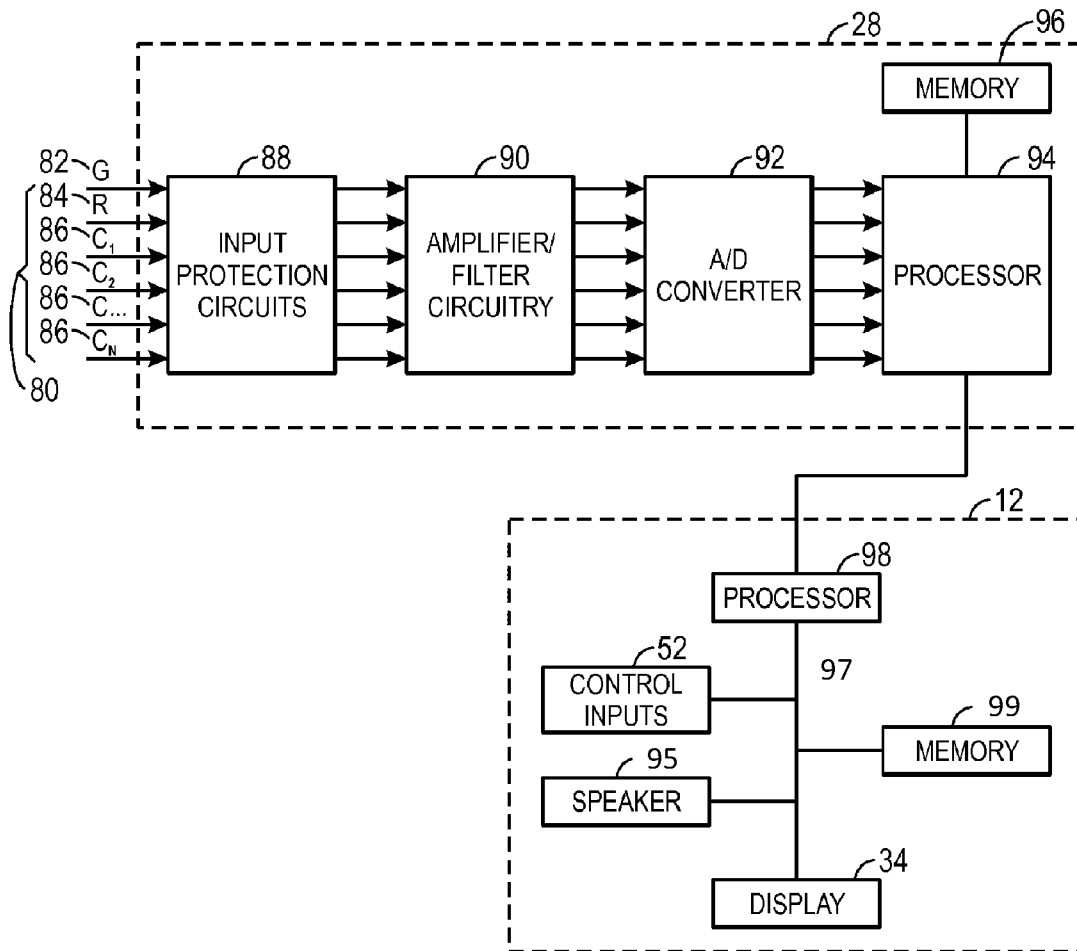 28
96
MEMORY
82 G
84 R
86 C1
86 C2
86 C...
86 CN
80
88
INPUT
PROTECTION
CIRCUITS
90
AMPLIFIER/
FILTER
CIRCUITRY
92
A/D
CONVERTER
94
PROCESSOR
12
98
PROCESSOR
97
52
CONTROL
INPUTS
99
MEMORY
95
SPEAKER
34
DISPLAY